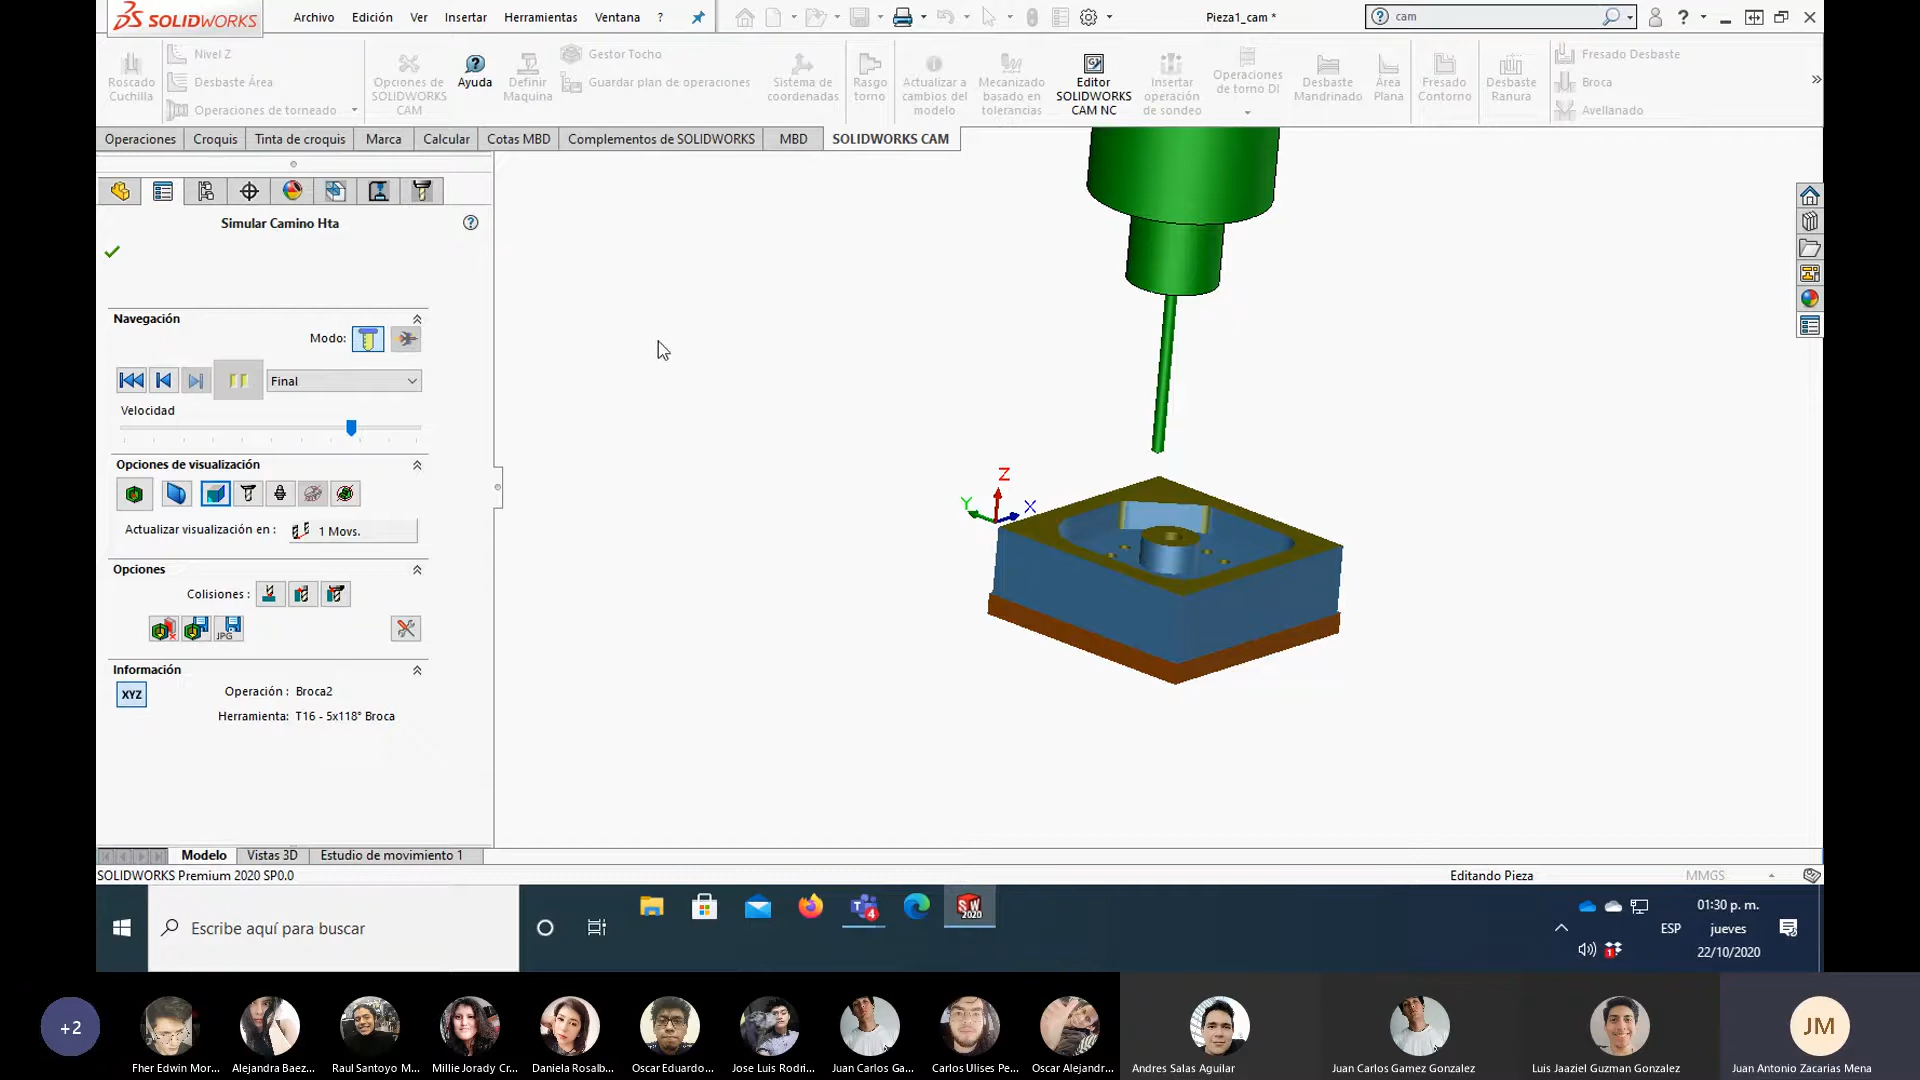 SOLIDWORKS
Archivo
Edición
Ver
Insertar
Herramientas
Ventana
?
Pieza1_cam *
cam
?
Roscado
Cuchilla
Nivel Z
Desbaste Área
Operaciones de torneado
Opciones de
SOLIDWORKS
CAM
Ayuda
Definir
Maquina
Gestor Tocho
Guardar plan de operaciones
Sistema de
coordenadas
Rasgo
torno
Actualizar a
cambios del
modelo
Mecanizado
basado en
tolerancias
Editor
SOLIDWORKS
CAM NC
Insertar
operación
de sondeo
Operaciones
de torno DI
Desbaste
Mandrinado
Área
Plana
Fresado
Contorno
Desbaste
Ranura
Fresado Desbaste
Broca
Avellanado
Operaciones
Croquis
Tinta de croquis
Marca
Calcular
Cotas MBD
Complementos de SOLIDWORKS
MBD
SOLIDWORKS CAM
Simular Camino Hta
Navegación
Modo:
Final
Velocidad
Opciones de visualización
Actualizar visualización en :
1 Movs.
Opciones
Colisiones :
JPG
Información
XYZ
Operación : Broca2
Herramienta: T16 - 5x118° Broca
Z
Y
X
Modelo
Vistas 3D
Estudio de movimiento 1
SOLIDWORKS Premium 2020 SP0.0
Editando Pieza
MMGS
Escribe aquí para buscar
4
SW
2020
ESP
01:30 p. m.
jueves
22/10/2020
1
+2
Fher Edwin Mor...
Alejandra Baez...
Raul Santoyo M...
Millie Jorady Cr...
Daniela Rosalb...
Oscar Eduardo...
Jose Luis Rodri...
Juan Carlos Ga...
Carlos Ulises Pe...
Oscar Alejandr...
Andres Salas Aguilar
Juan Carlos Gamez Gonzalez
Luis Jaaziel Guzman Gonzalez
JM
Juan Antonio Zacarias Mena